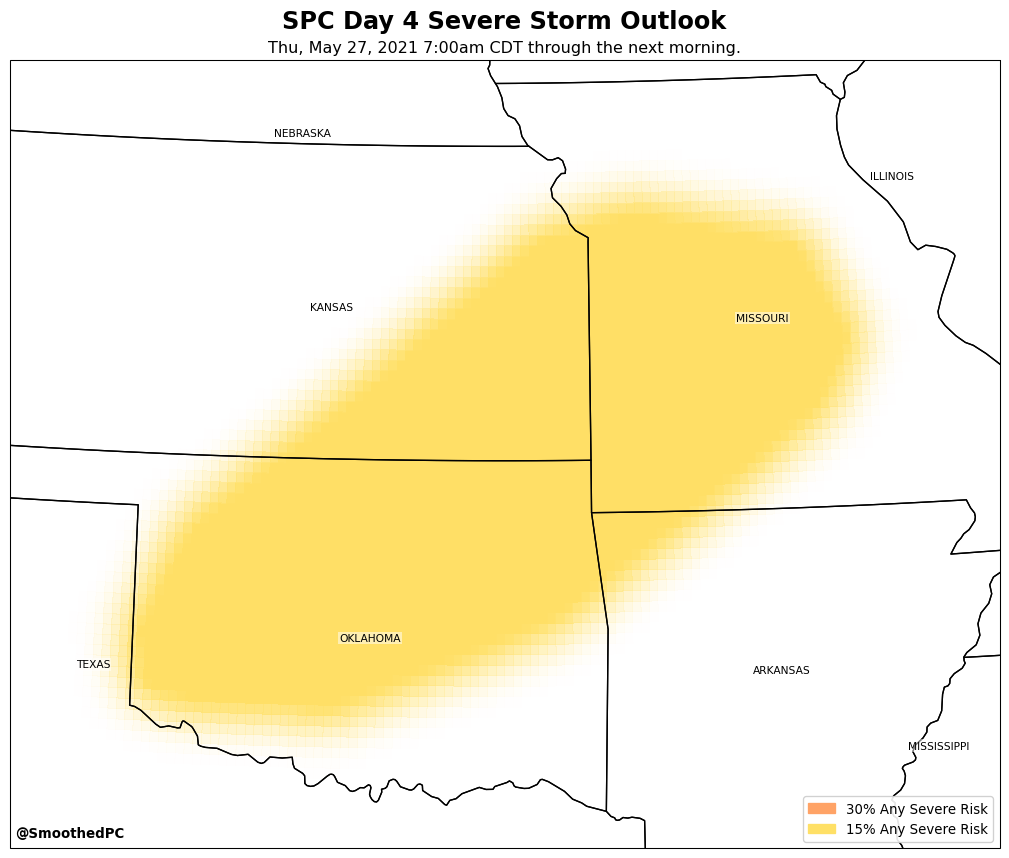 SPC Day 4 Severe Storm Outlook
Thu, May 27, 2021 7:00am CDT through the next morning.
NEBRASKA
ILLINOIS
KANSAS
MISSOURI
OKLAHOMA
TEXAS
ARKANSAS
MISSISSIPPI
30% Any Severe Risk
15% Any Severe Risk
@SmoothedPC